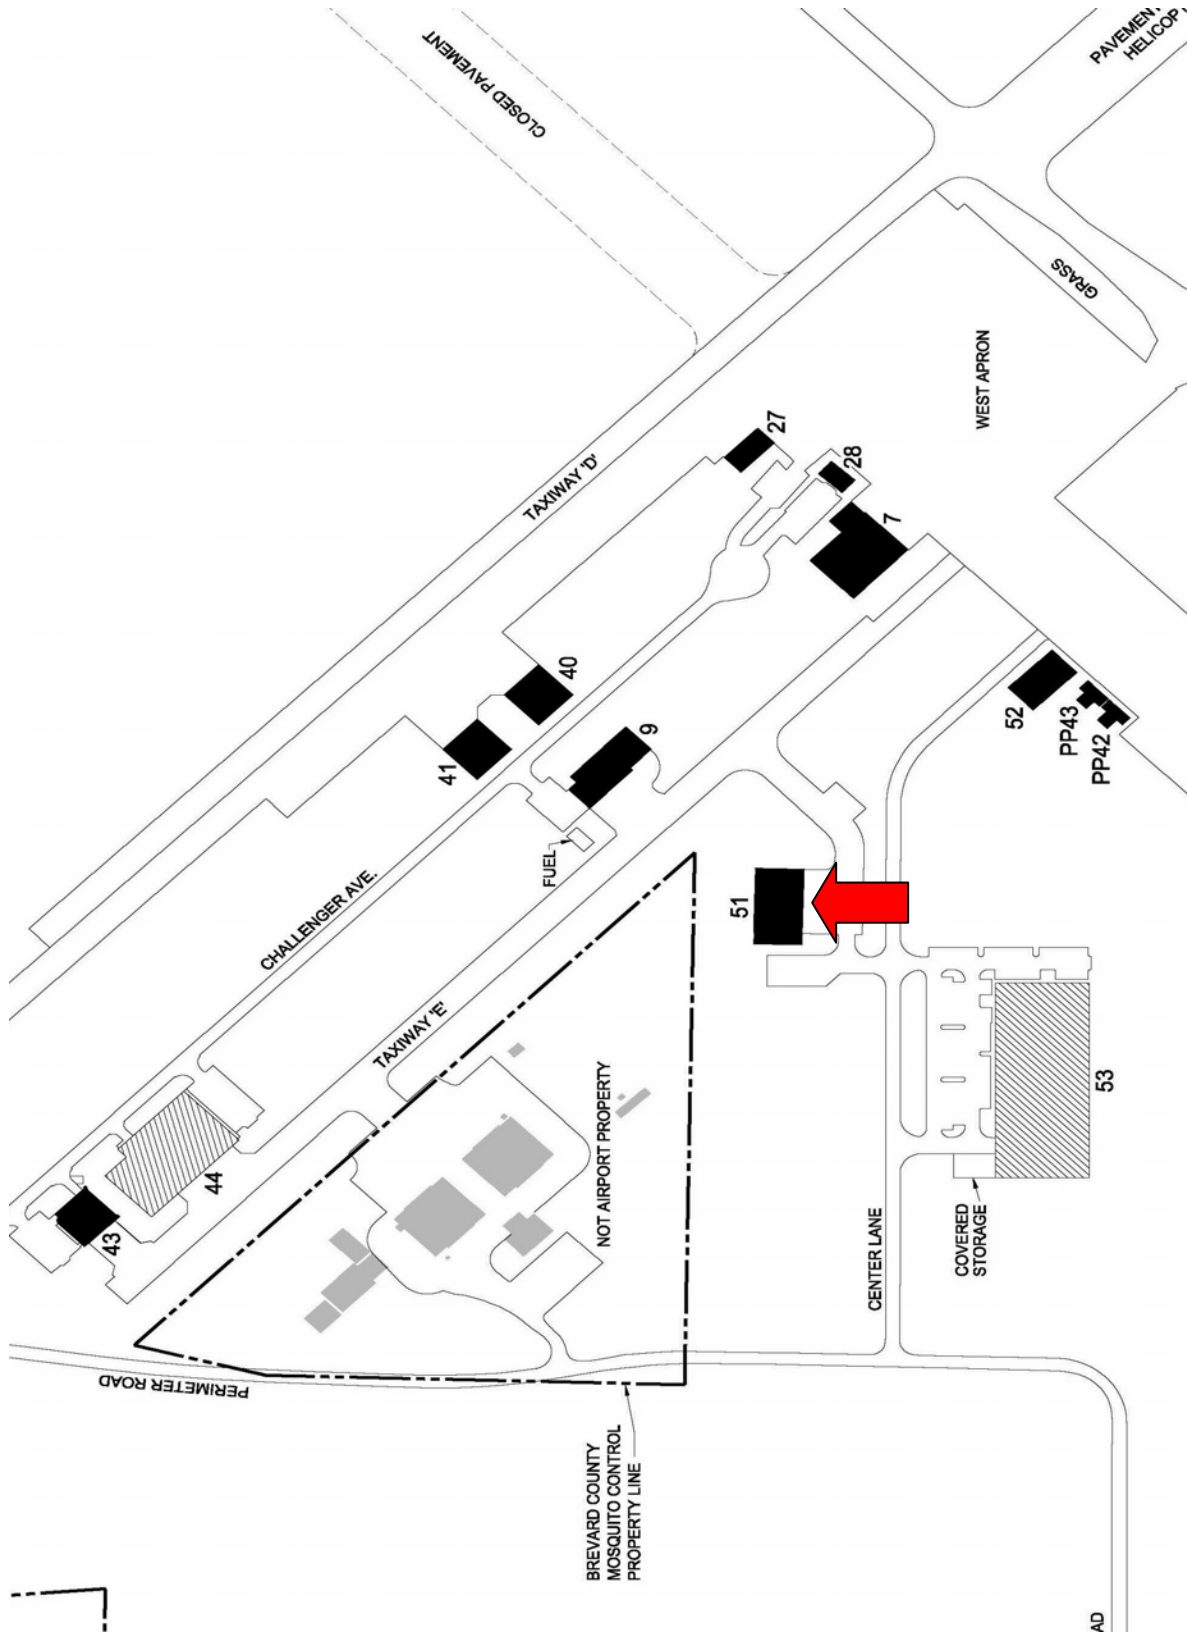 CLOSED PAVEMENT
PAVEMEN
HELICOP
GRASS
WEST APRON
TAXIWAY 'D'
27
28
7
40
41
9
52
PP43
PP42
FUEL
51
CHALLENGER AVE.
TAXIWAY 'E'
NOT AIRPORT PROPERTY
44
43
53
COVERED
STORAGE
CENTER LANE
PERIMETER ROAD
BREVARD COUNTY
MOSQUITO CONTROL
PROPERTY LINE
AD